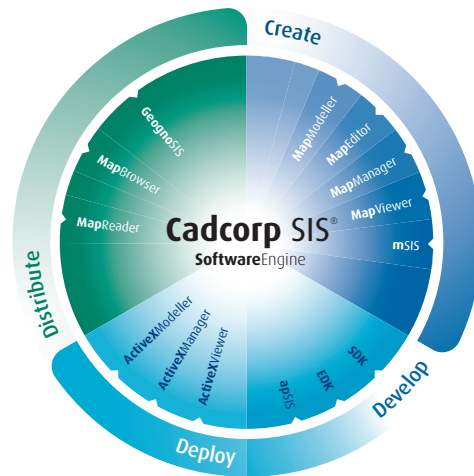 Create
MapModeller
MapEditor
MapManager
MapViewer
mSIS
Develop
SDK
EDK
apSIS
Deploy
ActiveXViewer
ActiveXManager
ActiveXModeller
Distribute
MapReader
MapBrowser
GeognoSIS
Cadcorp SIS®
SoftwareEngine